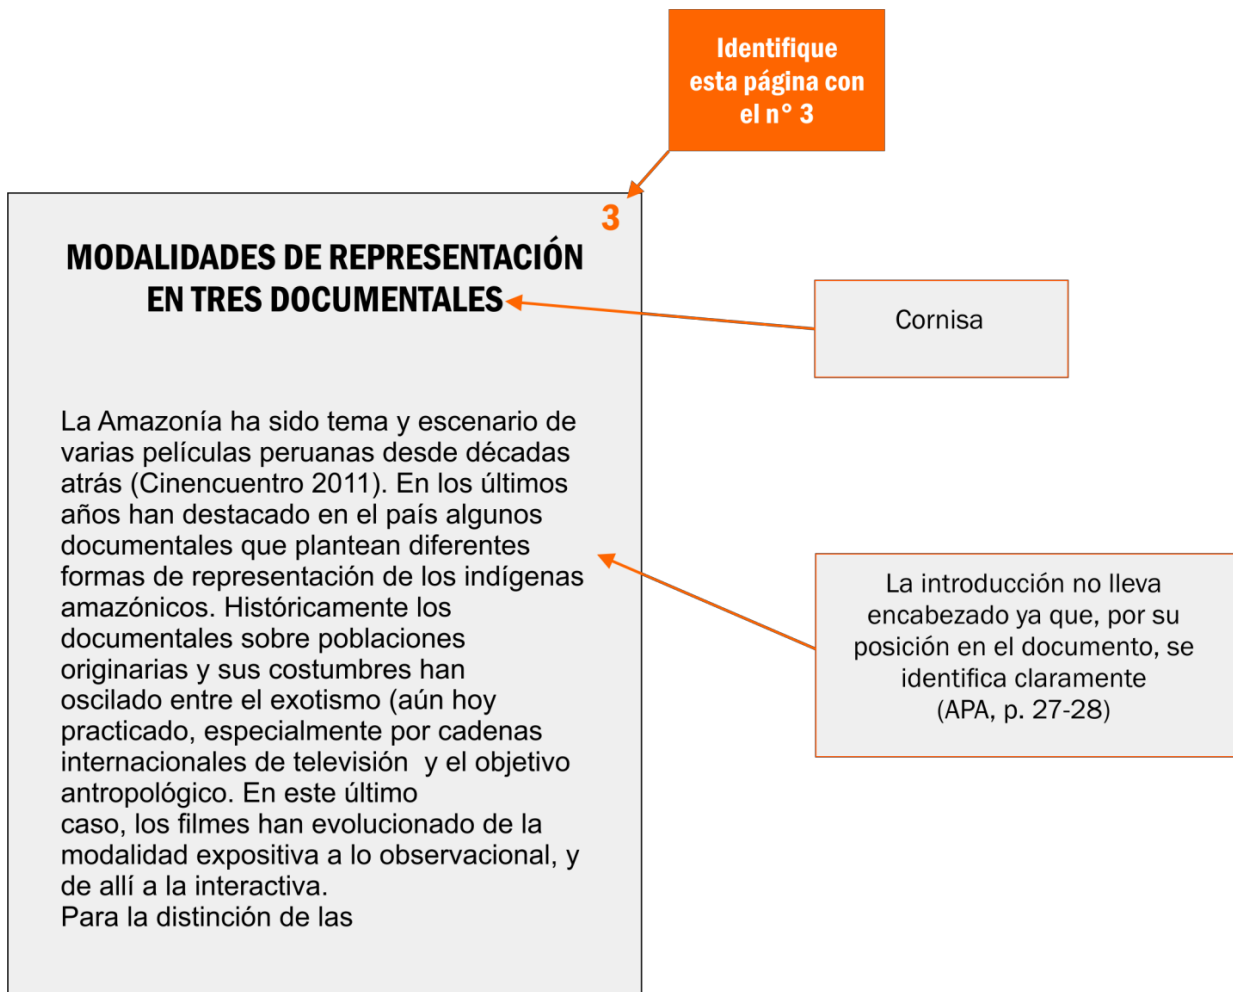 Identifique
esta página con
el n° 3
3
MODALIDADES DE REPRESENTACIÓN
EN TRES DOCUMENTALES
Cornisa
La Amazonía ha sido tema y escenario de
varias películas peruanas desde décadas
atrás (Cinencuentro 2011). En los últimos
años han destacado en el país algunos
documentales que plantean diferentes
formas de representación de los indígenas
amazónicos. Históricamente los
documentales sobre poblaciones
originarias y sus costumbres han
oscilado entre el exotismo (aún hoy
practicado, especialmente por cadenas
internacionales de televisión  y el objetivo
antropológico. En este último
caso, los filmes han evolucionado de la
modalidad expositiva a lo observacional, y
de allí a la interactiva.
Para la distinción de las
La introducción no lleva
encabezado ya que, por su
posición en el documento, se
identifica claramente
(APA, p. 27-28)